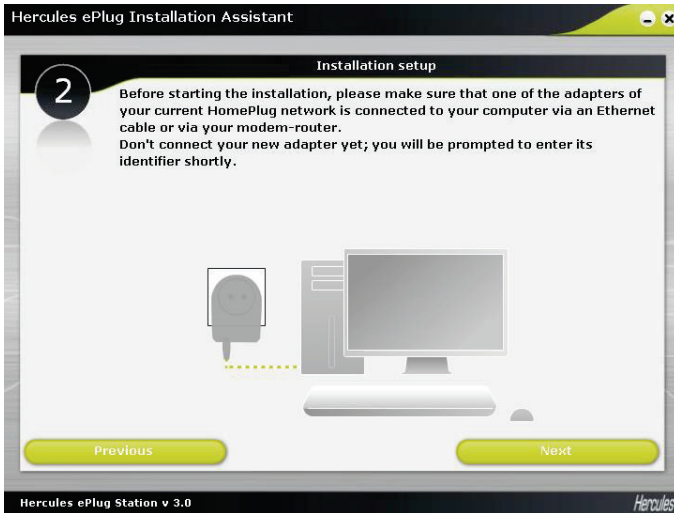 Hercules ePlug Installation Assistant
Installation setup
2
Before starting the installation, please make sure that one of the adapters of
your current HomePlug network is connected to your computer via an Ethernet
cable or via your modem-router.
Don't connect your new adapter yet; you will be prompted to enter its
identifier shortly.
Previous
Next
Hercules ePlug Station v 3.0
Hercules